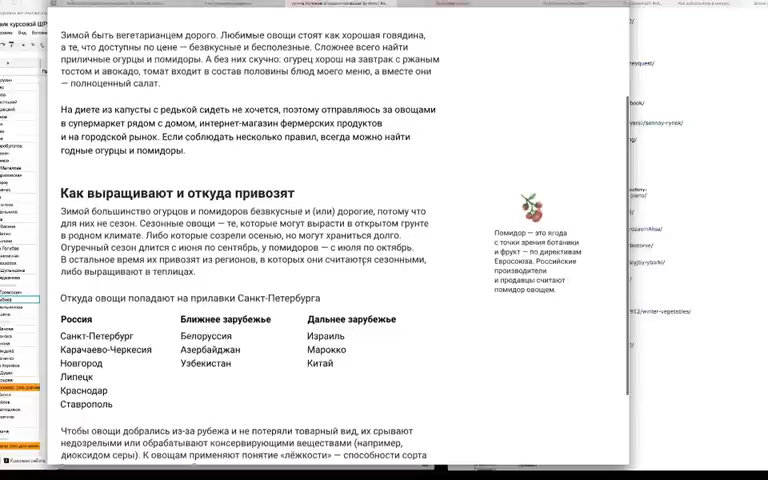 Зимой быть вегетарианцем дорого. Любимые овощи стоят как хорошая говядина,
а те, что доступны по цене — безвкусные и бесполезные. Сложнее всего найти
приличные огурцы и помидоры. А без них скучно: огурец хорош на завтрак с ржаным
тостом и авокадо, томат входит в состав половины блюд моего меню, а вместе они
— полноценный салат.
На диете из капусты с редькой сидеть не хочется, поэтому отправляюсь за овощами
в супермаркет рядом с домом, интернет-магазин фермерских продуктов
и на городской рынок. Если соблюдать несколько правил, всегда можно найти
годные огурцы и помидоры.
Как выращивают и откуда привозят
Зимой большинство огурцов и помидоров безвкусные и (или) дорогие, потому что
для них не сезон. Сезонные овощи — те, которые могут вырасти в открытом грунте
в родном климате. Либо которые созрели осенью, но могут храниться долго.
Огуречный сезон длится с июня по сентябрь, у помидоров — с июля по октябрь.
В остальное время их привозят из регионов, в которых они считаются сезонными,
либо выращивают в теплицах.
Помидор — это ягода
с точки зрения ботаники
и фрукт — по директивам
Евросоюза. Российские
производители
и продавцы считают
помидор овощем.
Откуда овощи попадают на прилавки Санкт-Петербурга
Россия Ближнее зарубежье Дальнее зарубежье
Санкт-Петербург Белоруссия Израиль
Карачаево-Черкесия Азербайджан Марокко
Новгород Узбекистан Китай
Липецк
Краснодар
Ставрополь
Чтобы овощи добрались из-за рубежа и не потеряли товарный вид, их срывают
недозрелыми или обрабатывают консервирующими веществами (например,
диоксидом серы). К овощам применяют понятие «лёжкость» — способности сорта